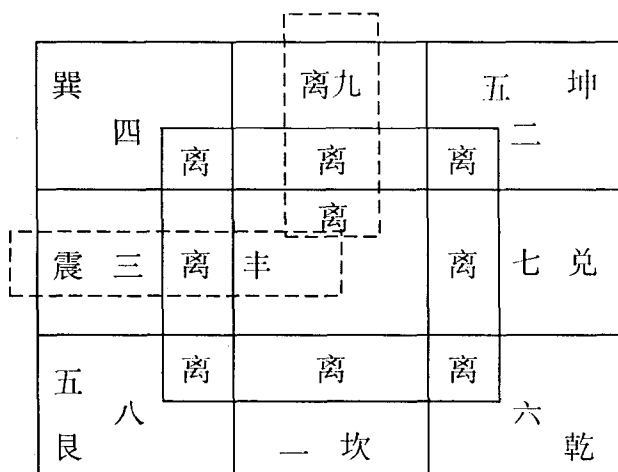 巽 离九 五 坤
四 二
离 离 离
离
震 三 离 丰 离 七 兑
离 离 离
五
八 六
艮 一 坎 乾